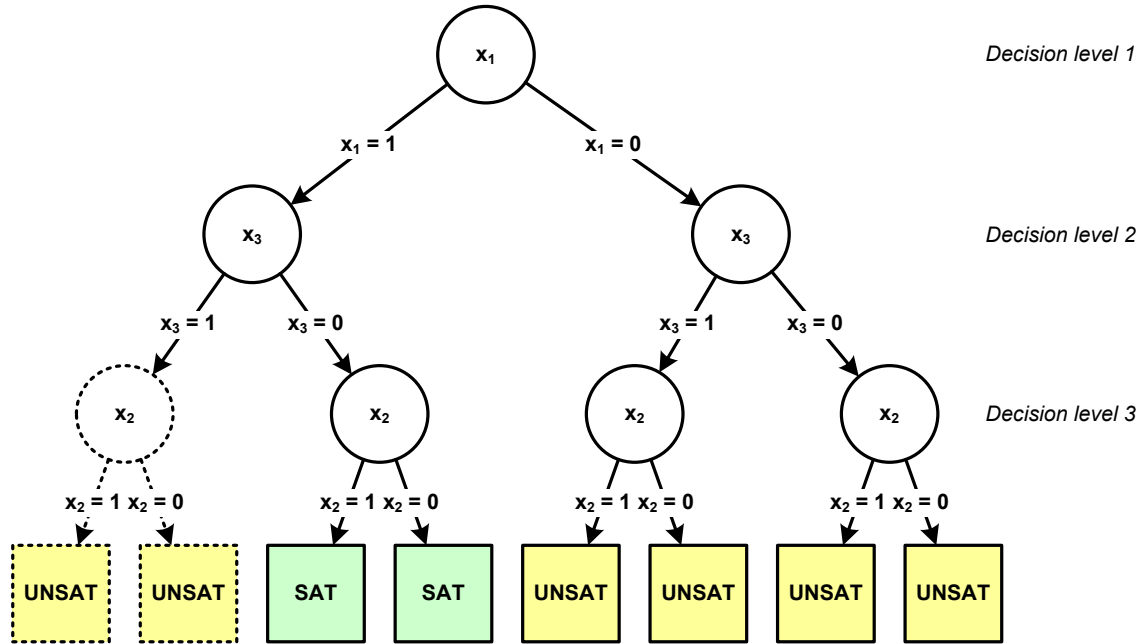 x₁ Decision level 1
x₁ = 1 x₁ = 0
x₃ x₃ Decision level 2
x₃ = 1 x₃ = 0 x₃ = 1 x₃ = 0
x₂ x₂ x₂ x₂ Decision level 3
x₂ = 1 x₂ = 0 x₂ = 1 x₂ = 0 x₂ = 1 x₂ = 0 x₂ = 1 x₂ = 0
UNSAT UNSAT SAT SAT UNSAT UNSAT UNSAT UNSAT